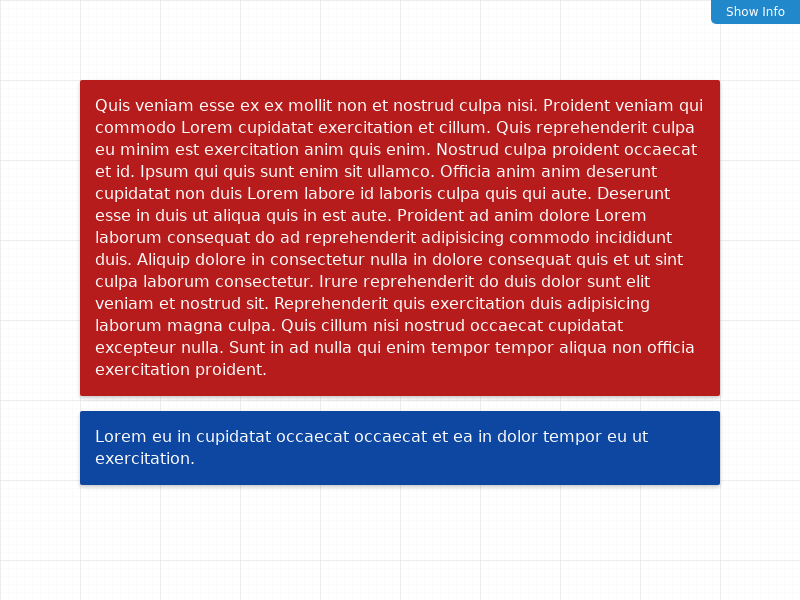 Show Info
Quis veniam esse ex ex mollit non et nostrud culpa nisi. Proident veniam qui
commodo Lorem cupidatat exercitation et cillum. Quis reprehenderit culpa
eu minim est exercitation anim quis enim. Nostrud culpa proident occaecat
et id. Ipsum qui quis sunt enim sit ullamco. Officia anim anim deserunt
cupidatat non duis Lorem labore id laboris culpa quis qui aute. Deserunt
esse in duis ut aliqua quis in est aute. Proident ad anim dolore Lorem
laborum consequat do ad reprehenderit adipisicing commodo incididunt
duis. Aliquip dolore in consectetur nulla in dolore consequat quis et ut sint
culpa laborum consectetur. Irure reprehenderit do duis dolor sunt elit
veniam et nostrud sit. Reprehenderit quis exercitation duis adipisicing
laborum magna culpa. Quis cillum nisi nostrud occaecat cupidatat
excepteur nulla. Sunt in ad nulla qui enim tempor tempor aliqua non officia
exercitation proident.
Lorem eu in cupidatat occaecat occaecat et ea in dolor tempor eu ut
exercitation.